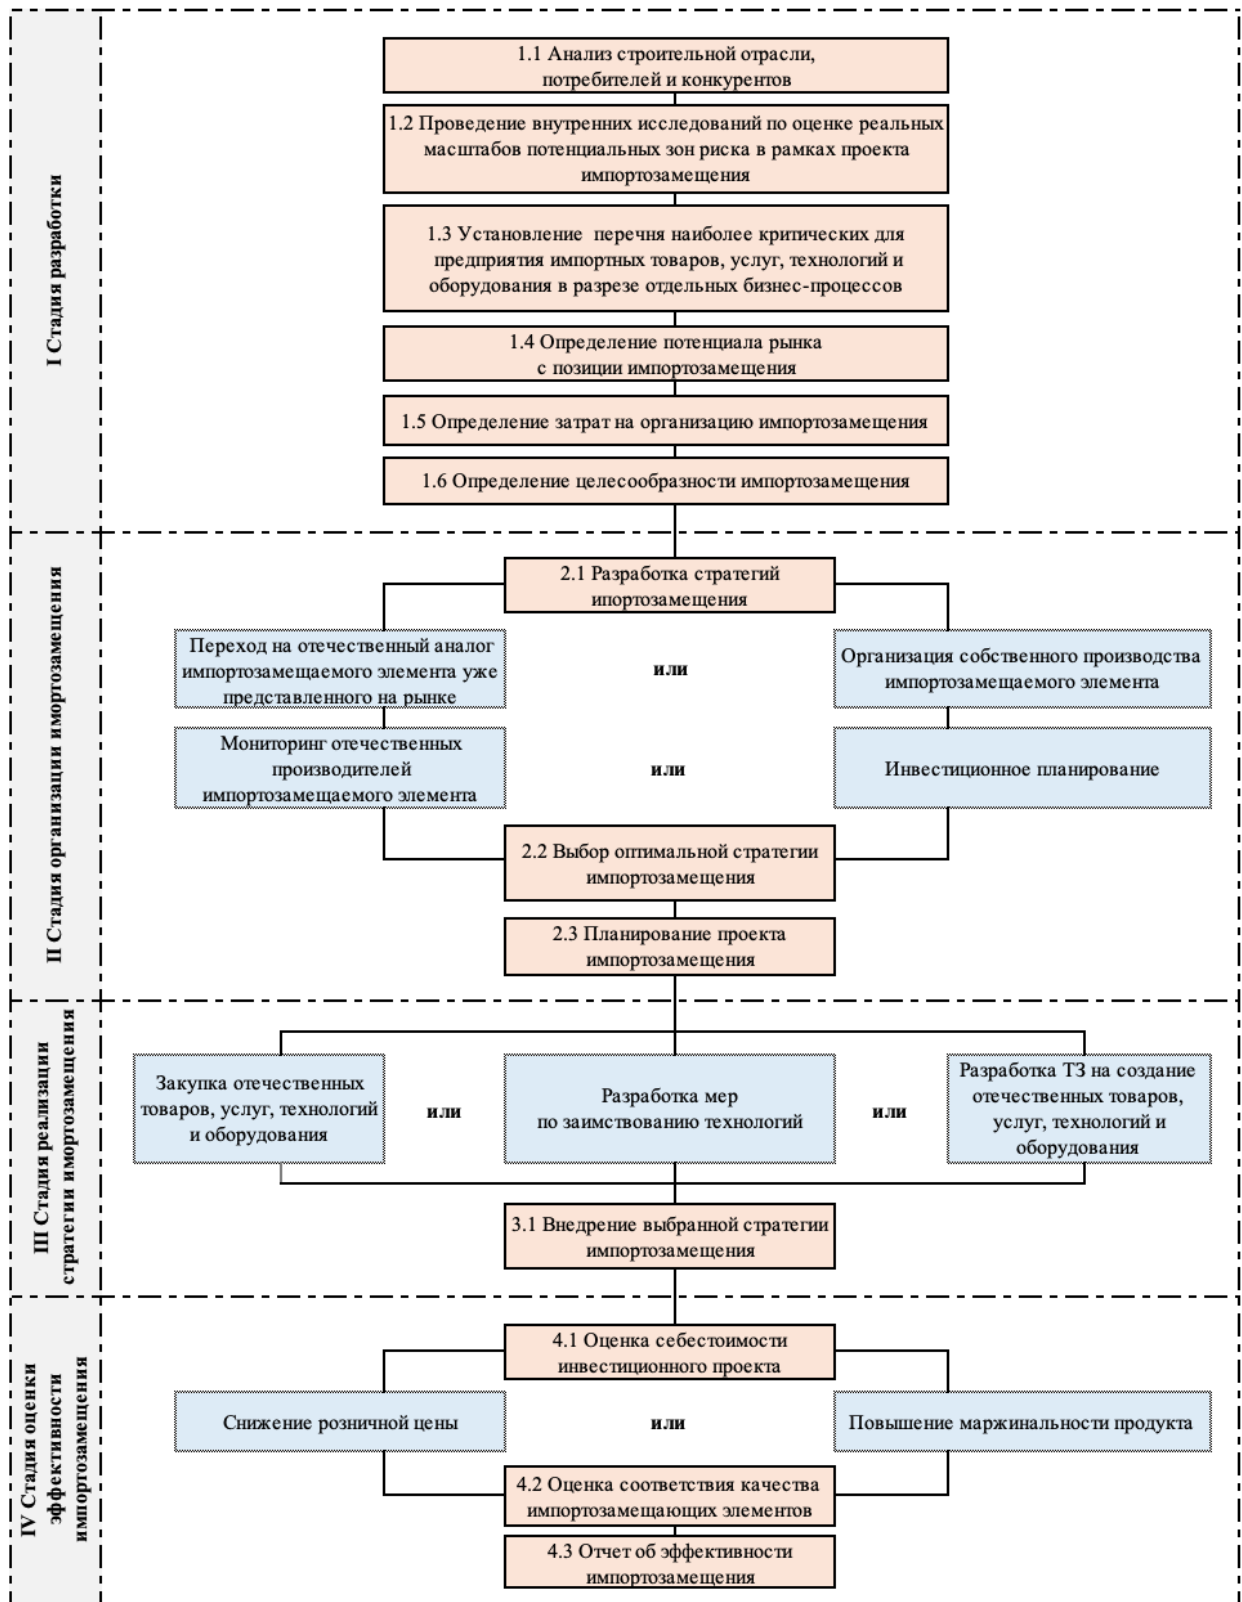 I Стадия разработки
1.1 Анализ строительной отрасли,
потребителей и конкурентов
1.2 Проведение внутренних исследований по оценке реальных
масштабов потенциальных зон риска в рамках проекта
импортозамещения
1.3 Установление перечня наиболее критических для
предприятия импортных товаров, услуг, технологий и
оборудования в разрезе отдельных бизнес-процессов
1.4 Определение потенциала рынка
с позиции импортозамещения
1.5 Определение затрат на организацию импортозамещения
1.6 Определение целесообразности импортозамещения
II Стадия организации имортозамещения
2.1 Разработка стратегий
ипортозамещения
Переход на отечественный аналог
импортозамещаемого элемента уже
представленного на рынке
или
Организация собственного производства
импортозамещаемого элемента
Мониторинг отечественных
производителей
импортозамещаемого элемента
или
Инвестиционное планирование
2.2 Выбор оптимальной стратегии
импортозамещения
2.3 Планирование проекта
импортозамещения
III Стадия реализации
стратегии имортозамещения
Закупка отечественных
товаров, услуг, технологий
и оборудования
или
Разработка мер
по заимствованию технологий
или
Разработка ТЗ на создание
отечественных товаров,
услуг, технологий и
оборудования
3.1 Внедрение выбранной стратегии
импортозамещения
IV Стадия оценки
эффективности
импортозамещения
4.1 Оценка себестоимости
инвестиционного проекта
Снижение розничной цены
или
Повышение маржинальности продукта
4.2 Оценка соответствия качества
импортозамещающих элементов
4.3 Отчет об эффективности
импортозамещения